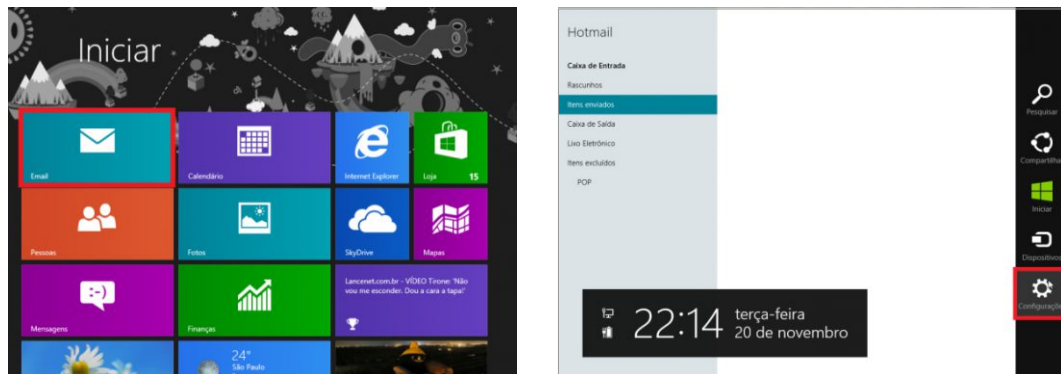 Iniciar
Email
Calendário
Internet Explorer
Loja 15
Pessoas
Fotos
SkyDrive
Mapas
Mensagens
Finanças
Lancenet.com.br - VÍDEO Tirone: 'Não
vou me esconder. Dou a cara a tapa!'
24°
São Paulo
Hotmail
Caixa de Entrada
Rascunhos
Itens enviados
Caixa de Saída
Lixo Eletrônico
Itens excluídos
POP
Pesquisar
Compartilha
Iniciar
Dispositivos
Configuraçõe
22:14
terça-feira
20 de novembro